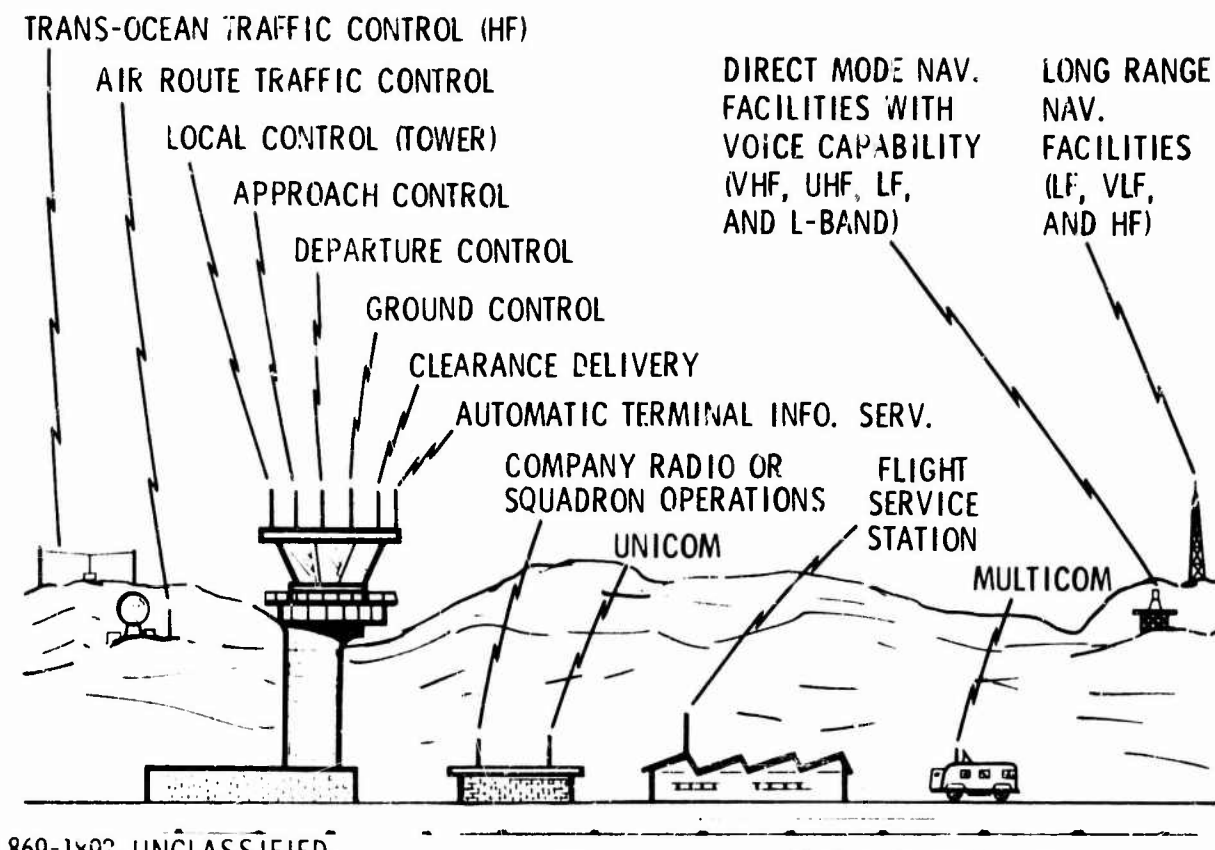 TRANS-OCEAN TRAFFIC CONTROL (HF)
AIR ROUTE TRAFFIC CONTROL
LOCAL CONTROL (TOWER)
APPROACH CONTROL
DEPARTURE CONTROL
GROUND CONTROL
CLEARANCE DELIVERY
AUTOMATIC TERMINAL INFO. SERV.
DIRECT MODE NAV.
FACILITIES WITH
VOICE CAPABILITY
(VHF, UHF, LF,
AND L-BAND)
LONG RANGE
NAV.
FACILITIES
(LF, VLF,
AND HF)
COMPANY RADIO OR
SQUADRON OPERATIONS
UNICOM
FLIGHT
SERVICE
STATION
MULTICOM
UNCLASSIFIED